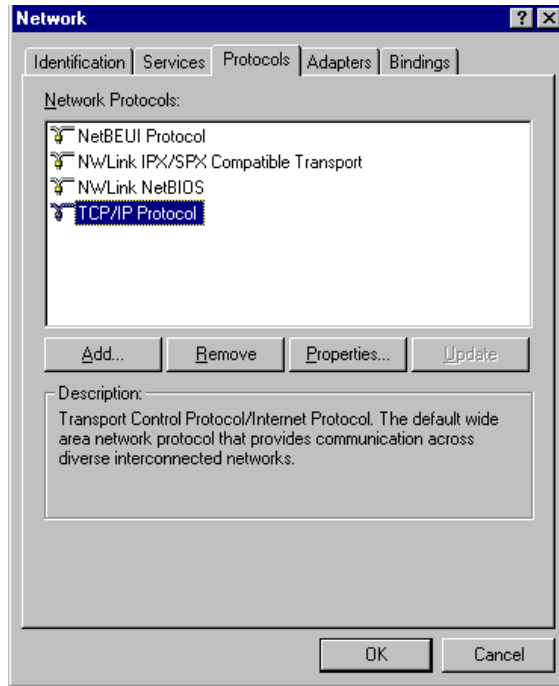 Network
Identification Services Protocols Adapters Bindings
Network Protocols:
NetBEUI Protocol
NWLink IPX/SPX Compatible Transport
NWLink NetBIOS
TCP/IP Protocol
Add... Remove Properties... Update
Description:
Transport Control Protocol/Internet Protocol. The default wide
area network protocol that provides communication across
diverse interconnected networks.
OK Cancel